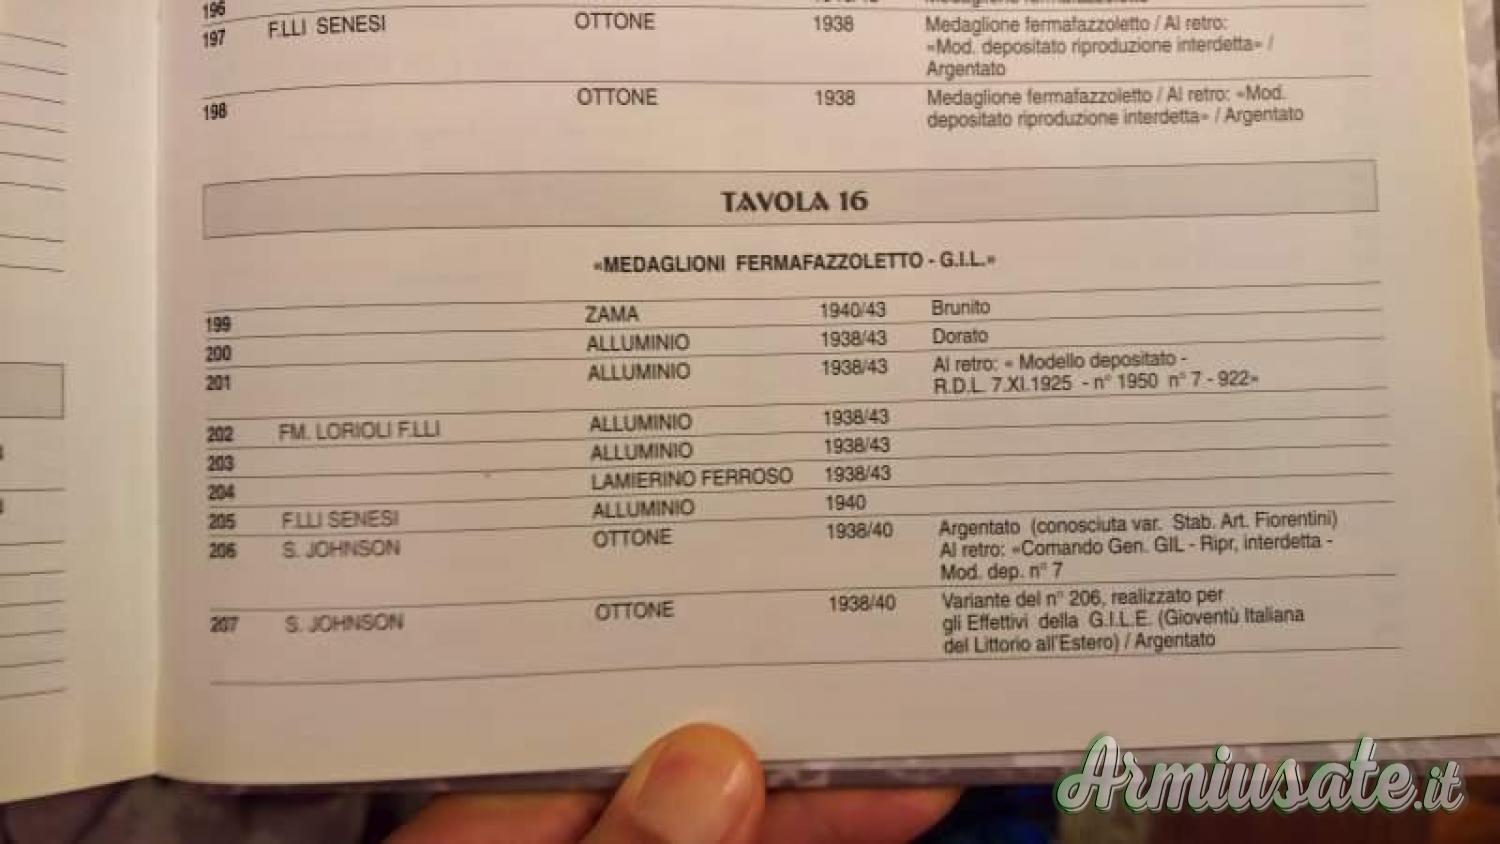 196
197 F.LLI SENESI OTTONE 1938 Medaglione fermafazzoletto / Al retro:
«Mod. depositato riproduzione interdetta» /
Argentato
198 OTTONE 1938 Medaglione fermafazzoletto / Al retro: «Mod.
depositato riproduzione interdetta» / Argentato
TAVOLA 16
«MEDAGLIONI FERMAFAZZOLETTO - G.I.L.»
199 ZAMA 1940/43 Brunito
200 ALLUMINIO 1938/43 Dorato
201 ALLUMINIO 1938/43 Al retro: « Modello depositato -
R.D.L. 7.XI.1925 - n° 1950 n° 7 - 922»
202 FM. LORIOLI F.LLI ALLUMINIO 1938/43
203 ALLUMINIO 1938/43
204 LAMIERINO FERROSO 1938/43
205 F.LLI SENESI ALLUMINIO 1940
206 S. JOHNSON OTTONE 1938/40 Argentato (conosciuta var. Stab. Art. Fiorentini)
Al retro: «Comando Gen. GIL - Ripr, interdetta -
Mod. dep. n° 7
207 S. JOHNSON OTTONE 1938/40 Variante del n° 206, realizzato per
gli Effettivi della G.I.L.E. (Gioventù Italiana
del Littorio all'Estero) / Argentato
Armiusate.it